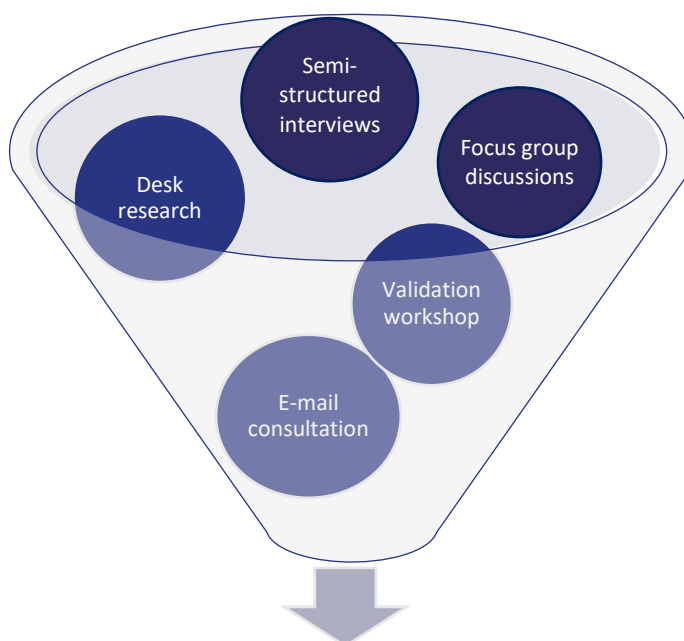 Semi-
structured
interviews
Focus group
discussions
Desk
research
Validation
workshop
E-mail
consultation